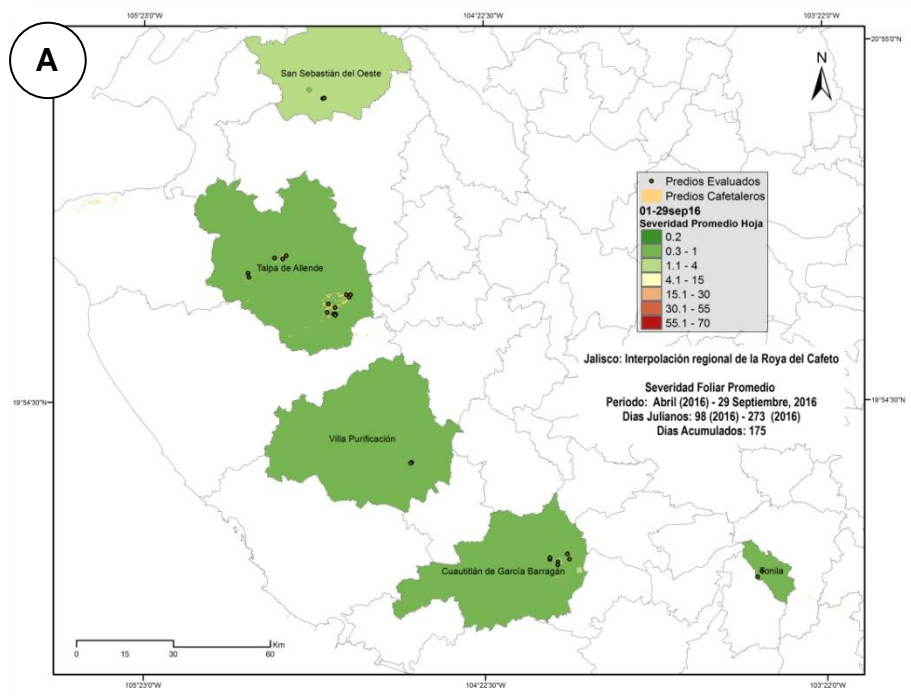 105°23'0"W 104°22'30"W 103°22'0"W
A
20°55'0"N
San Sebastián del Oeste
N
Predios Evaluados
Predios Cafetaleros
01-29sep16
Severidad Promedio Hoja
0.2
0.3 - 1
1.1 - 4
4.1 - 15
15.1 - 30
30.1 - 55
55.1 - 70
Talpa de Allende
Jalisco: Interpolación regional de la Roya del Cafeto
Severidad Foliar Promedio
Periodo: Abril (2016) - 29 Septiembre, 2016
Dias Julianos: 98 (2016) - 273 (2016)
Dias Acumulados: 175
19°54'30"N 19°54'30"N
Villa Purificación
Cuautitlán de García Barragán
Tonila
Km
0 15 30 60
105°23'0"W 104°22'30"W 103°22'0"W